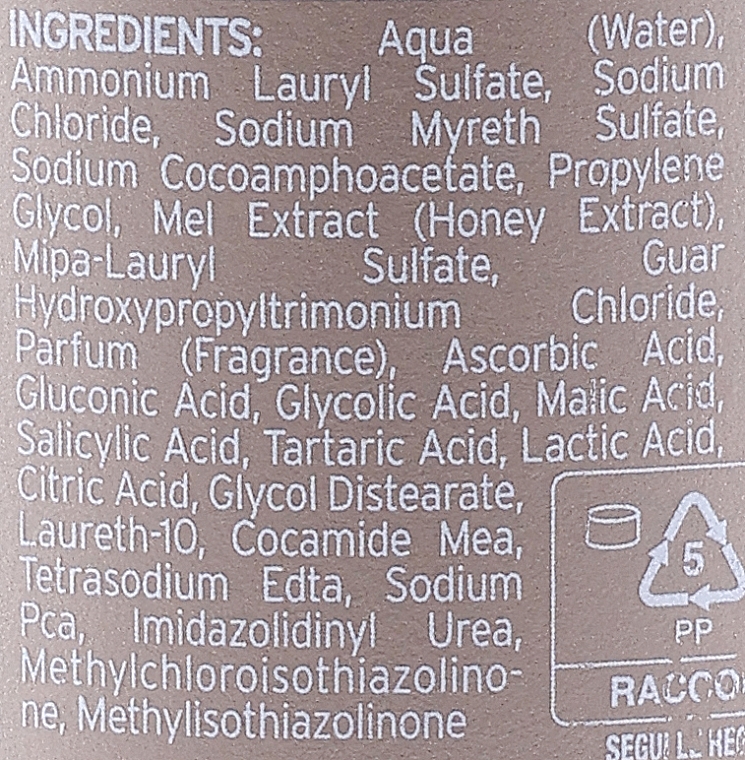 INGREDIENTS: Aqua (Water),
Ammonium Lauryl Sulfate, Sodium
Chloride, Sodium Myreth Sulfate,
Sodium Cocoamphoacetate, Propylene
Glycol, Mel Extract (Honey Extract),
Mipa-Lauryl Sulfate, Guar
Hydroxypropyltrimonium Chloride,
Parfum (Fragrance), Ascorbic Acid,
Gluconic Acid, Glycolic Acid, Malic Acid,
Salicylic Acid, Tartaric Acid, Lactic Acid,
Citric Acid, Glycol Distearate,
Laureth-10, Cocamide Mea,
Tetrasodium Edta, Sodium
Pca, Imidazolidinyl Urea,
Methylchloroisothiazolino-
ne, Methylisothiazolinone
5
PP